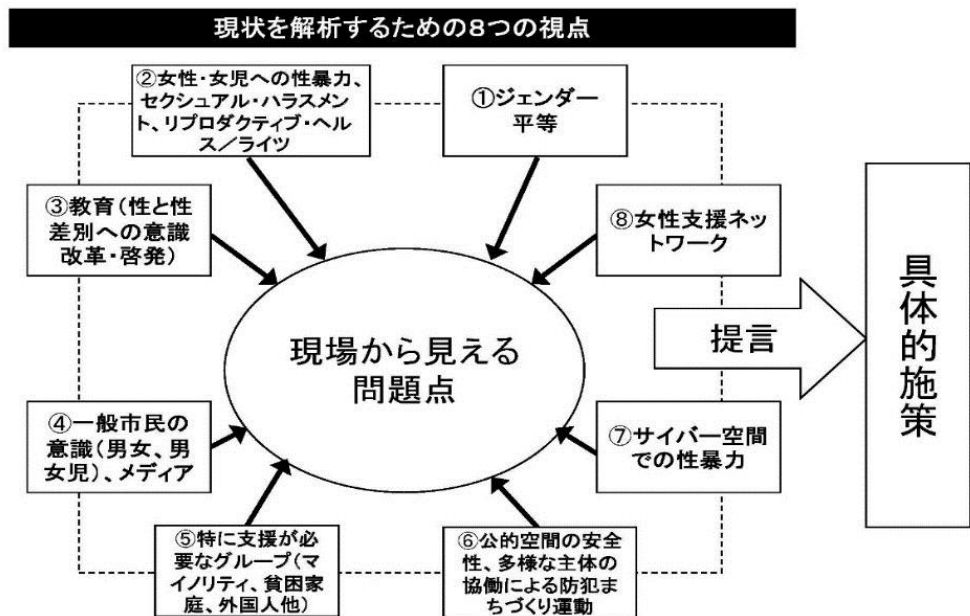 現状を解析するための８つの視点
①ジェンダー
平等
②女性・女児への性暴力、
セクシュアル・ハラスメン
ト、リプロダクティブ・ヘル
ス／ライツ
③教育（性と性
差別への意識
改革・啓発）
④一般市民の
意識（男女、男
女児）、メディア
⑤特に支援が必
要なグループ（マ
イノリティ、貧困家
庭、外国人他）
⑥公的空間の安全
性、多様な主体の
協働による防犯ま
ちづくり運動
⑦サイバー空間
での性暴力
⑧女性支援ネッ
トワーク
現場から見える
問題点
提言
具体的施策